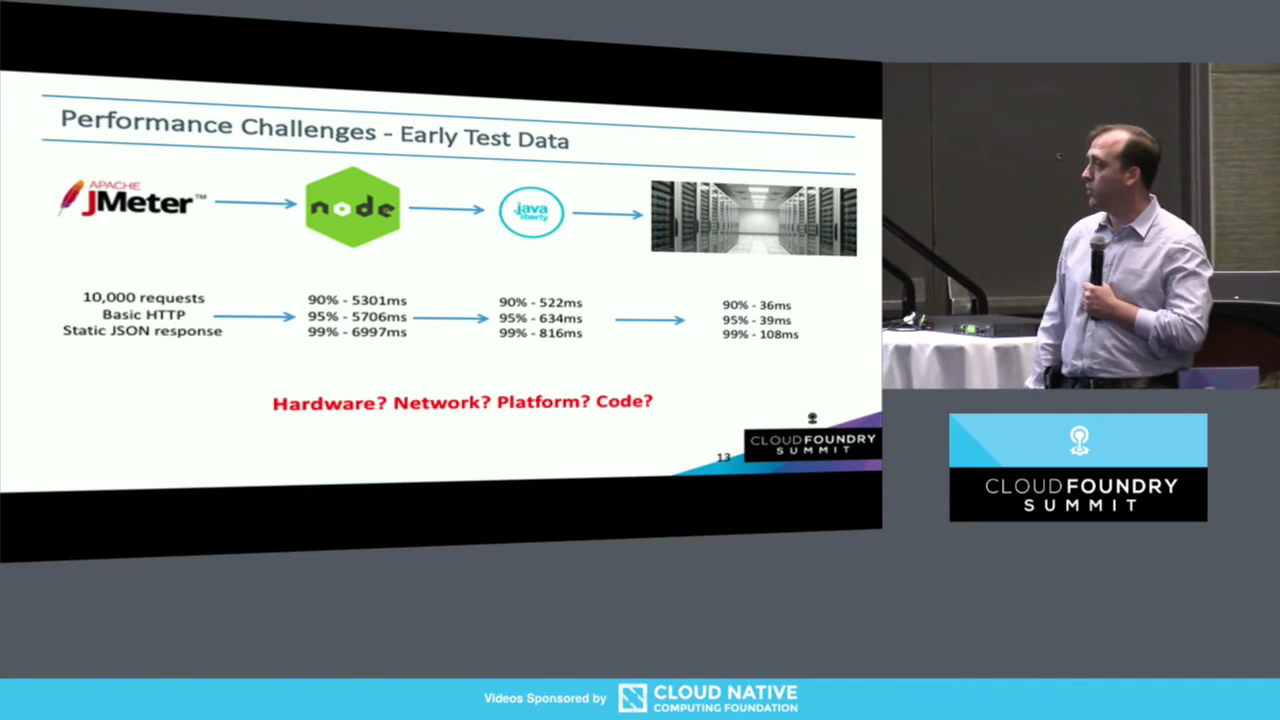 Performance Challenges - Early Test Data
APACHE
JMeter™
node
java
liberty
10,000 requests
Basic HTTP
Static JSON response
90% - 5301ms
95% - 5706ms
99% - 6997ms
90% - 522ms
95% - 634ms
99% - 816ms
90% - 36ms
95% - 39ms
99% - 108ms
Hardware? Network? Platform? Code?
13
CLOUDFOUNDRY
SUMMIT
CLOUDFOUNDRY
SUMMIT
Videos Sponsored by
CLOUD NATIVE
COMPUTING FOUNDATION